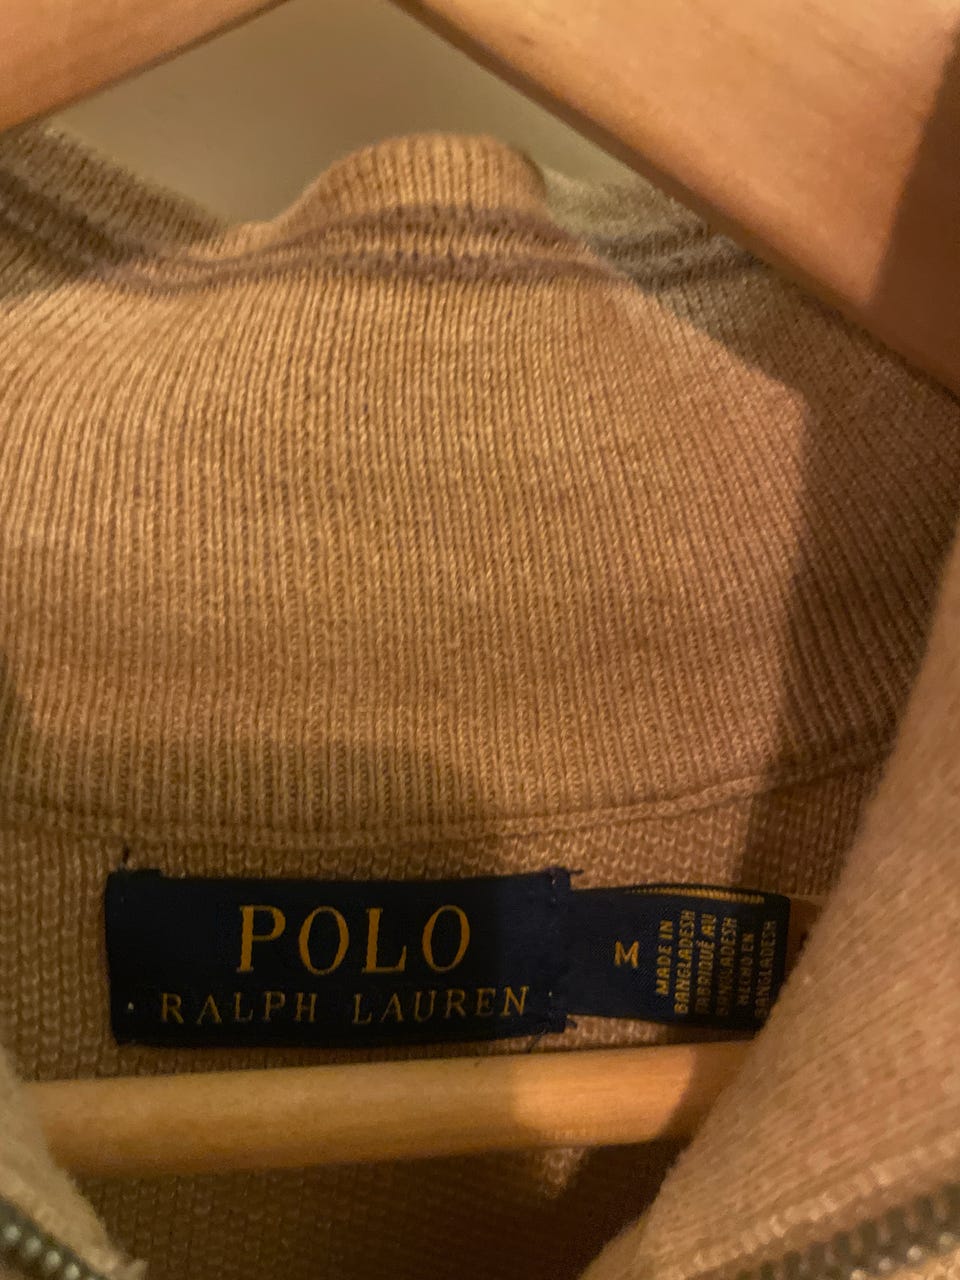 POLO
RALPH LAUREN
M
MADE IN
BANGLADESH
FABRIQUÉ AU
BANGLADESH
HECHO EN
BANGLADESH